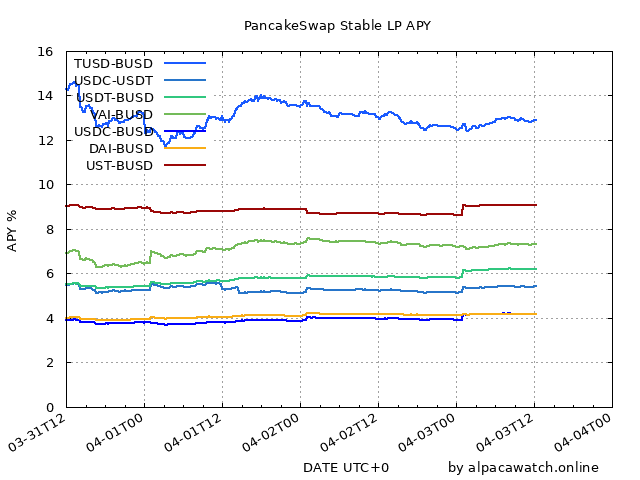 PancakeSwap Stable LP APY
APY %
16
14
12
10
8
6
4
2
0
TUSD-BUSD
USDC-USDT
USDT-BUSD
VAI-BUSD
USDC-BUSD
DAI-BUSD
UST-BUSD
03-31T12
04-01T00
04-01T12
04-02T00
04-02T12
04-03T00
04-03T12
04-04T00
DATE UTC+0
by alpacawatch.online